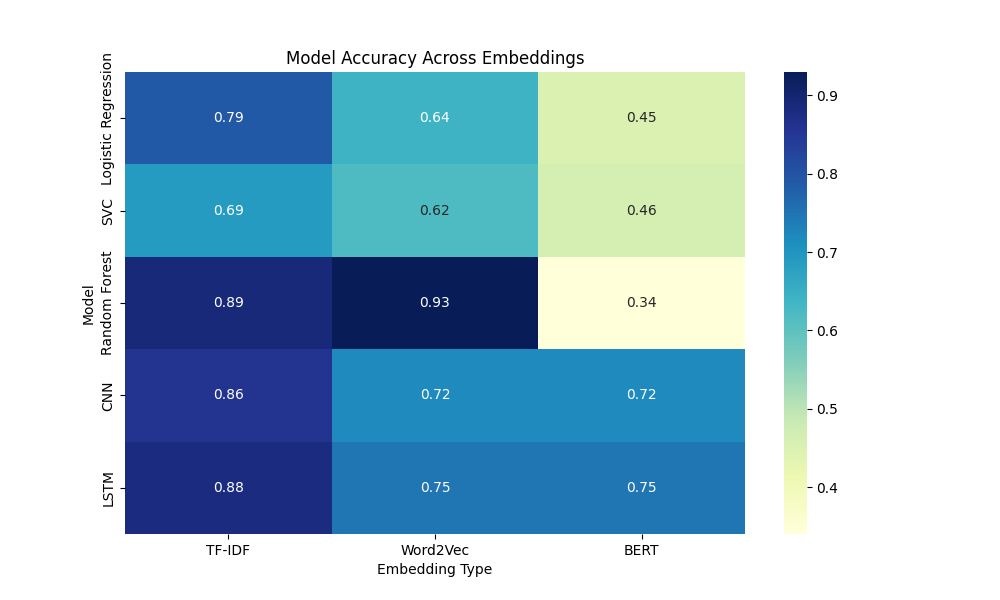 Model Accuracy Across Embeddings
Model
Logistic Regression 0.79 0.64 0.45
SVC 0.69 0.62 0.46
Random Forest 0.89 0.93 0.34
CNN 0.86 0.72 0.72
LSTM 0.88 0.75 0.75
TF-IDF Word2Vec BERT
Embedding Type
0.9
0.8
0.7
0.6
0.5
0.4